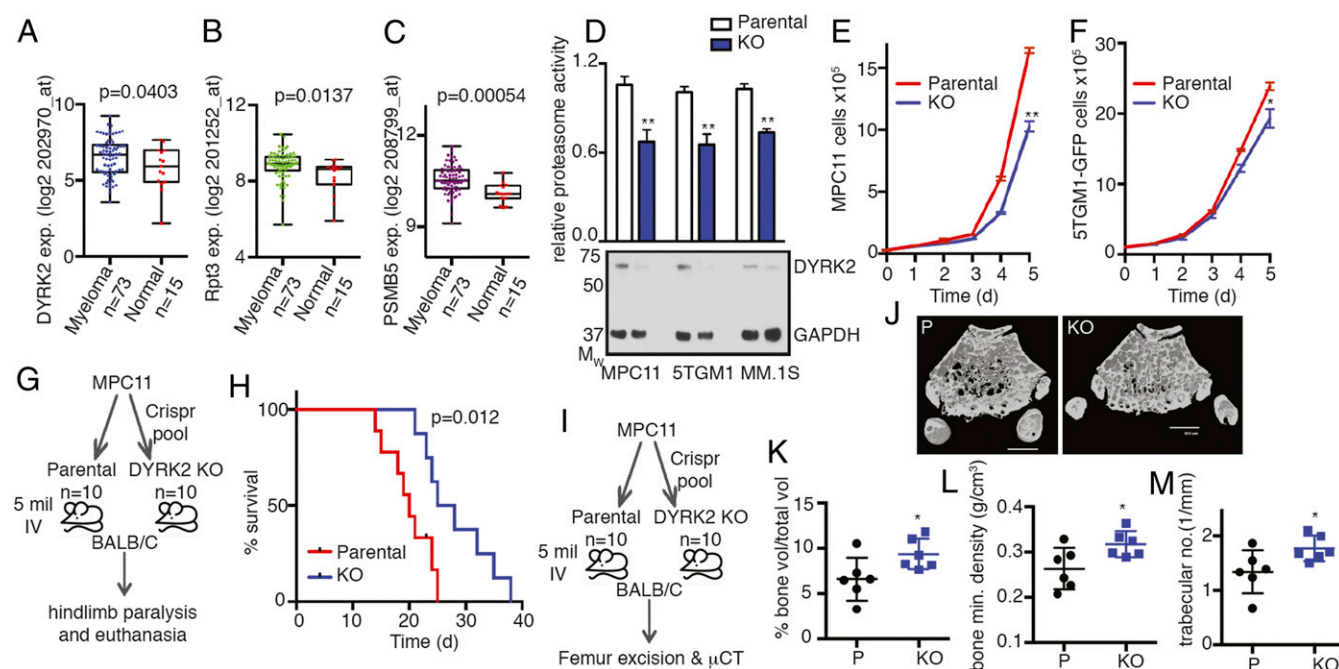 A
p=0.0403
DYRK2 exp. (log2 202970_at)
10
5
0
Myeloma
n=73
Normal
n=15
B
p=0.0137
Rpt3 exp. (log2 201252_at)
12
8
4
Myeloma
n=73
Normal
n=15
C
p=0.00054
PSMB5 exp. (log2 208799_at)
13
11
9
Myeloma
n=73
Normal
n=15
D
Parental
KO
relative proteasome activity
1.2
0.6
0
** ** **
75
50
37
Mw
DYRK2
GAPDH
MPC11 5TGM1 MM.1S
E
MPC11 cells x10⁵
15
10
5
0
Parental
KO
**
0 1 2 3 4 5
Time (d)
F
5TGM1-GFP cells x10⁵
30
20
10
0
Parental
KO
*
0 1 2 3 4 5
Time (d)
G
MPC11
Crispr
pool
Parental DYRK2 KO
n=10 n=10
5 mil
IV
BALB/C
hindlimb paralysis
and euthanasia
H
p=0.012
% survival
100
50
0
Parental
KO
0 20 40
Time (d)
I
MPC11
Crispr
pool
Parental DYRK2 KO
n=10 n=10
5 mil
IV
BALB/C
Femur excision & µCT
J
P
KO
K
% bone vol/total vol
15
10
5
0
*
P KO
L
bone min. density (g/cm³)
0.4
0.3
0.2
0.1
*
P KO
M
trabecular no.(1/mm)
2
1
0
*
P KO